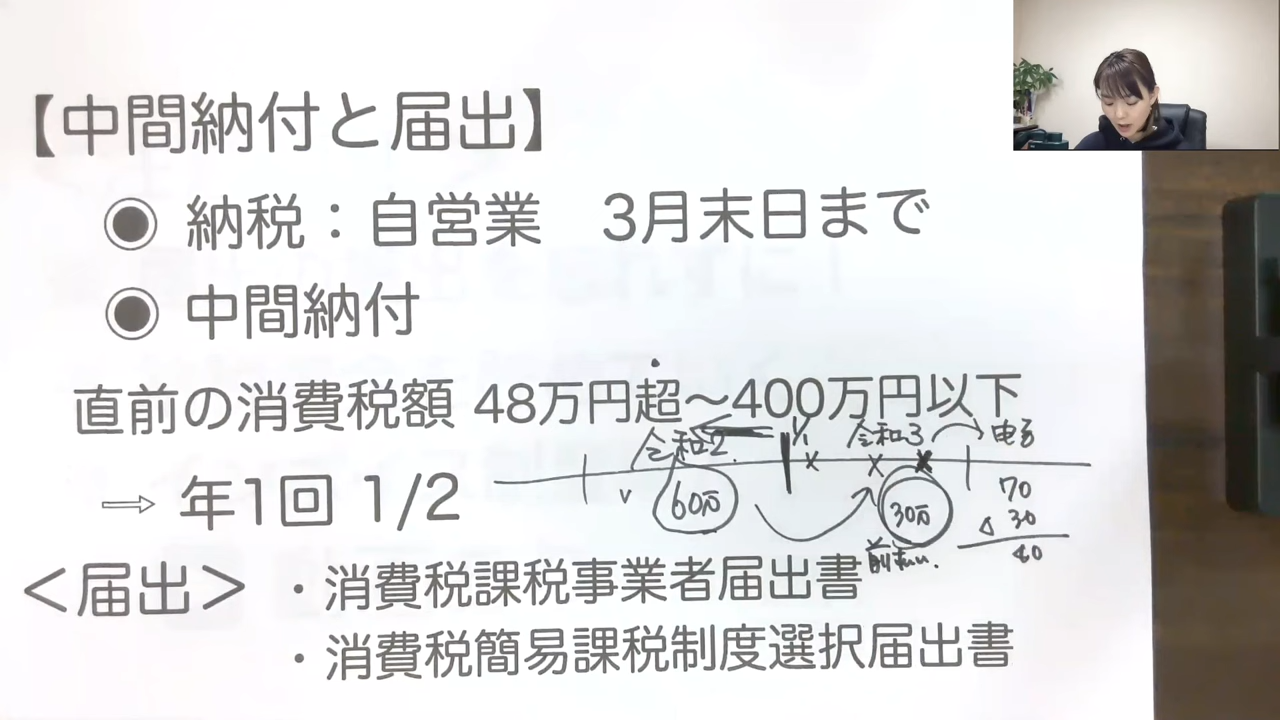 【中間納付と届出】
◉ 納税：自営業　3月末日まで
◉ 中間納付
直前の消費税額 48万円超～400万円以下
令和2 1/1 令和3
⇨ 年1回 1/2
60万
30万
前払い.
70
△ 30
40
＜届出＞ ・消費税課税事業者届出書
・消費税簡易課税制度選択届出書